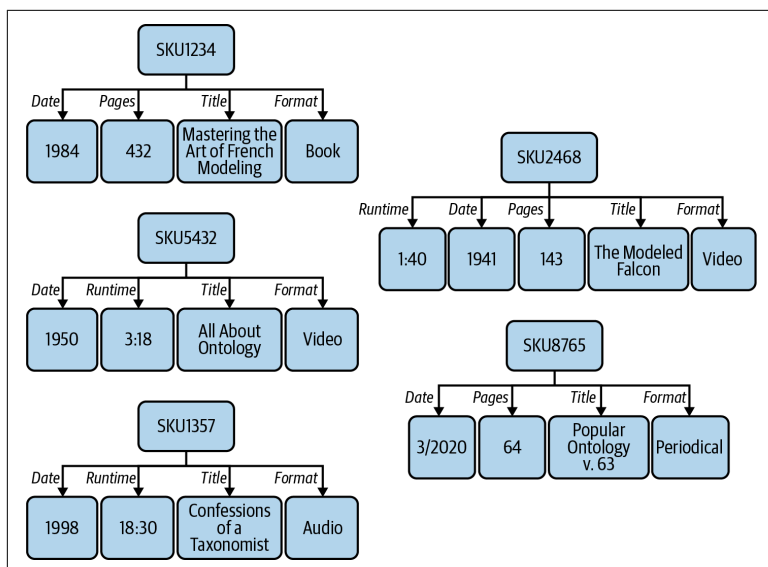 SKU1234
Date Pages Title Format
1984
432
Mastering the
Art of French
Modeling
Book
SKU5432
Date Runtime Title Format
1950
3:18
All About
Ontology
Video
SKU1357
Date Runtime Title Format
1998
18:30
Confessions
of a
Taxonomist
Audio
SKU2468
Runtime Date Pages Title Format
1:40
1941
143
The Modeled
Falcon
Video
SKU8765
Date Pages Title Format
3/2020
64
Popular
Ontology
v. 63
Periodical